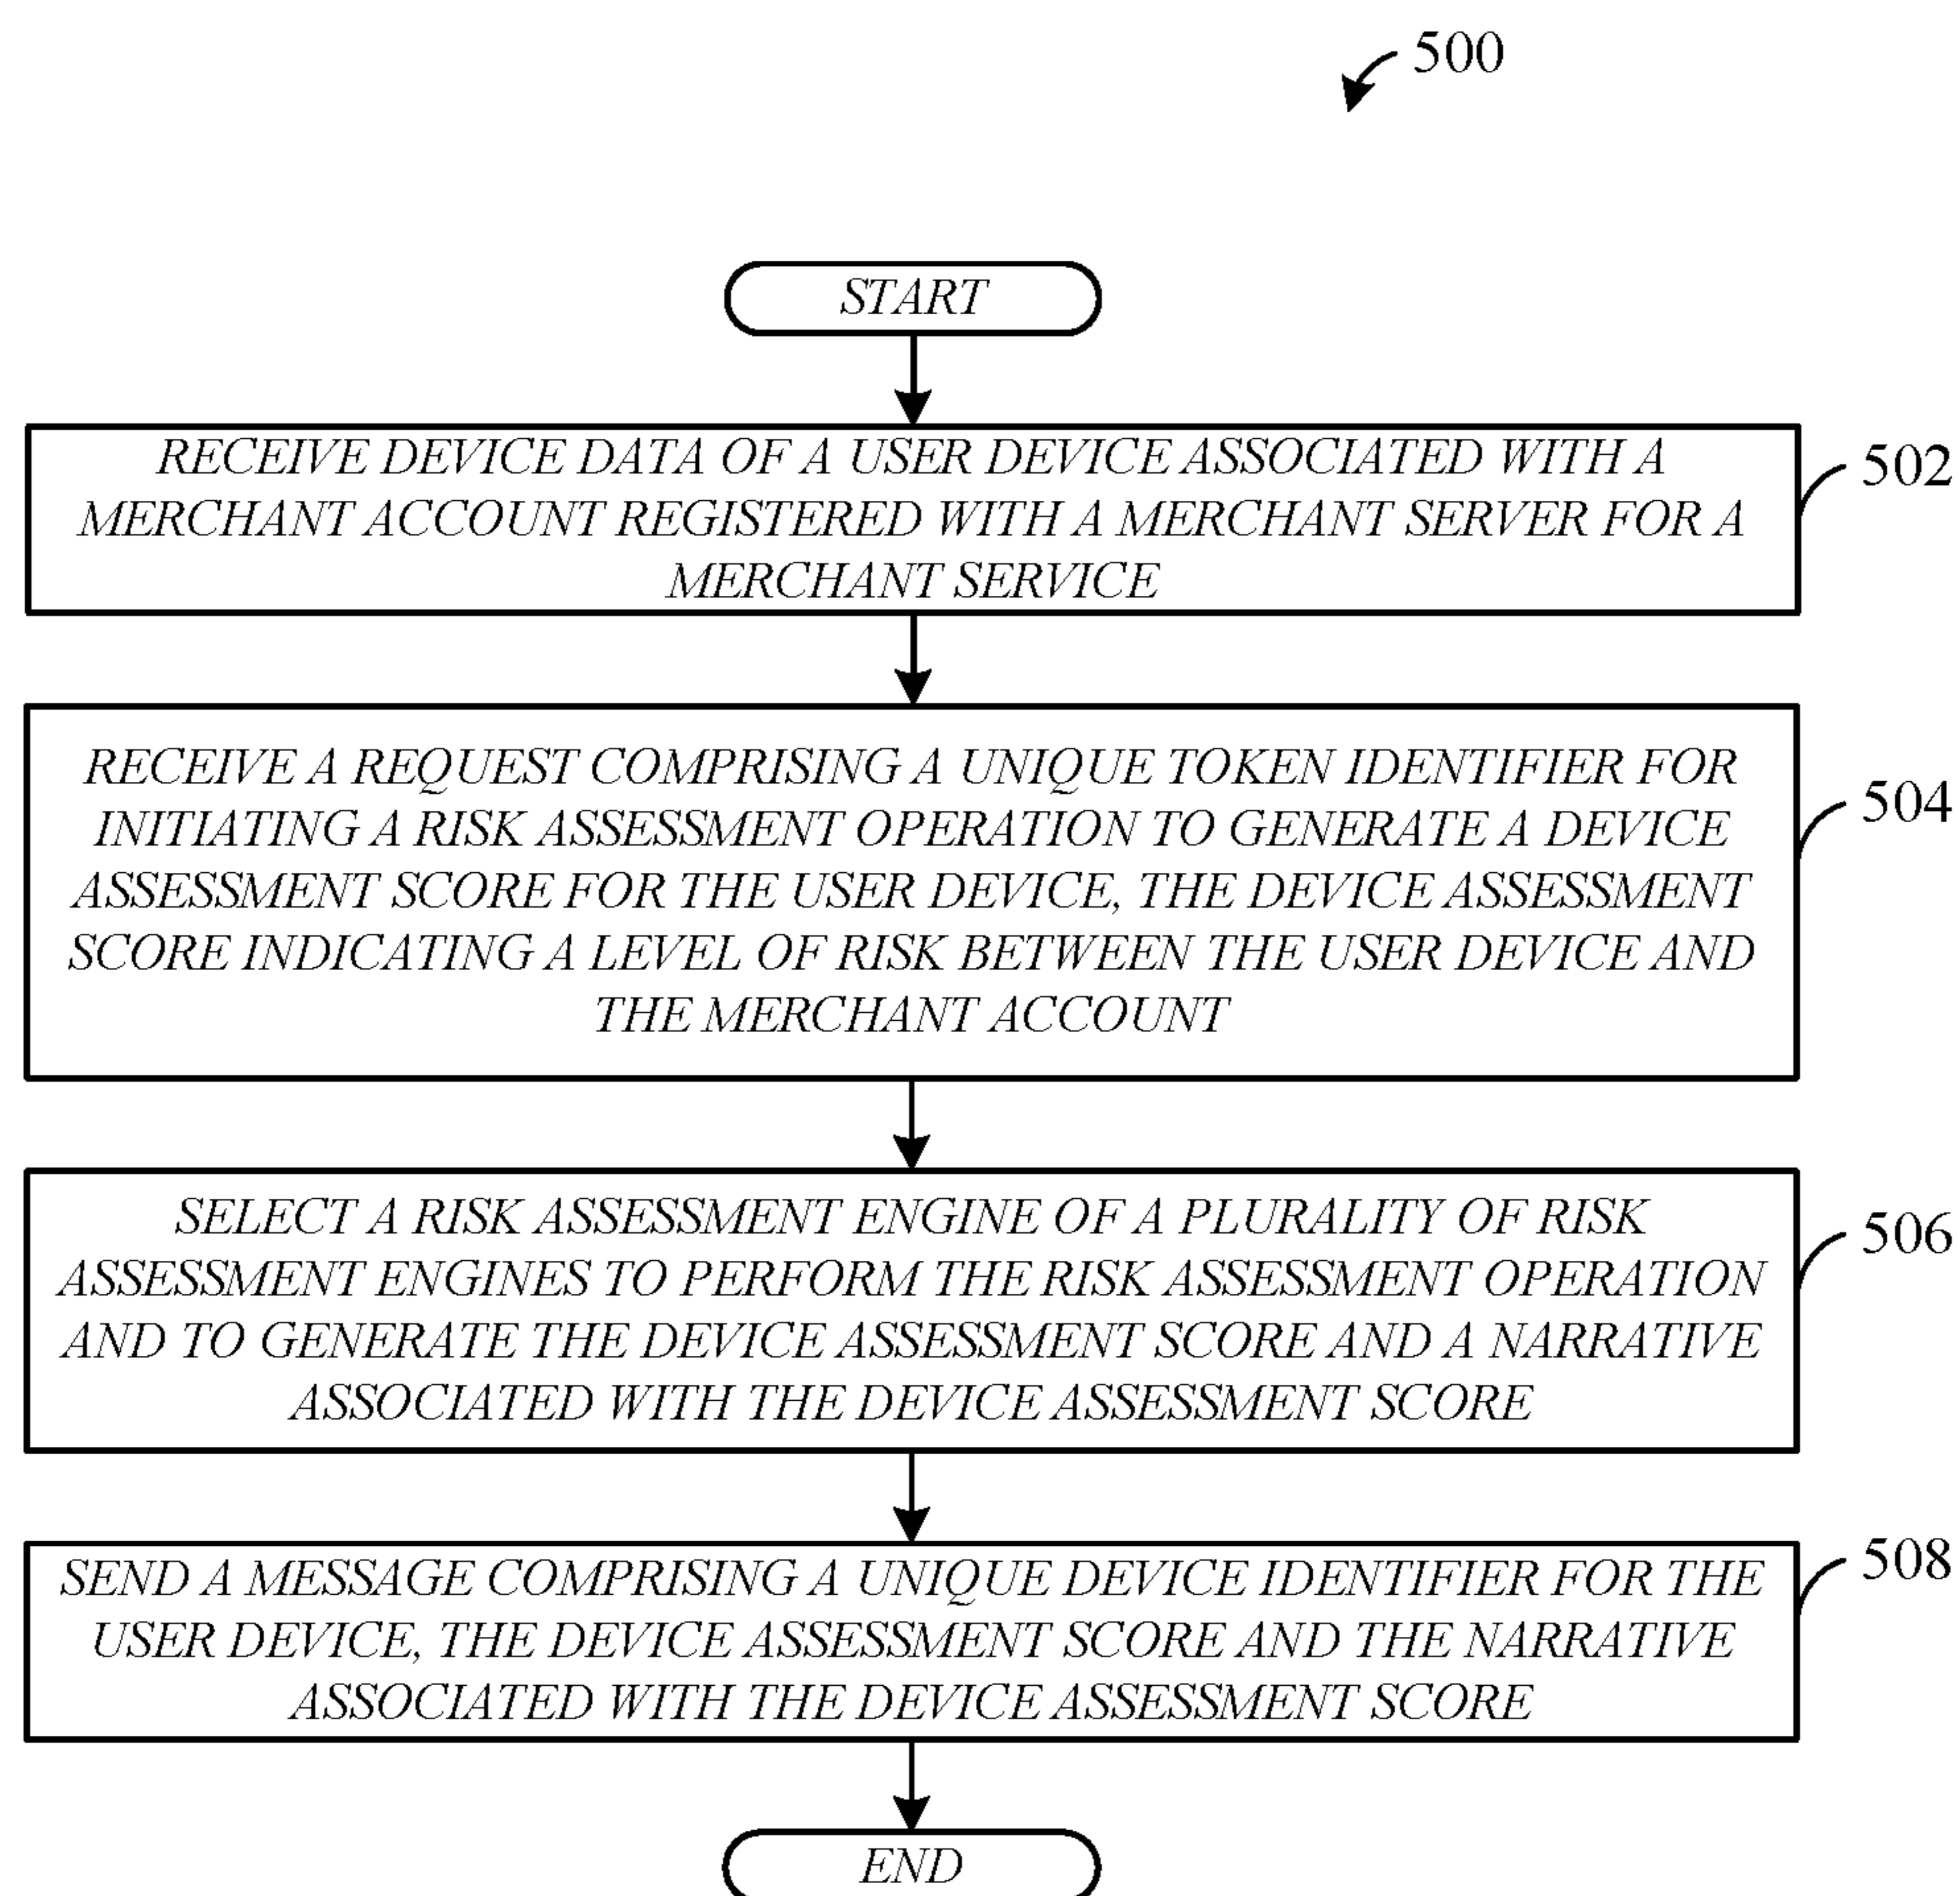 500
START
RECEIVE DEVICE DATA OF A USER DEVICE ASSOCIATED WITH A
MERCHANT ACCOUNT REGISTERED WITH A MERCHANT SERVER FOR A
MERCHANT SERVICE
502
RECEIVE A REQUEST COMPRISING A UNIQUE TOKEN IDENTIFIER FOR
INITIATING A RISK ASSESSMENT OPERATION TO GENERATE A DEVICE
ASSESSMENT SCORE FOR THE USER DEVICE, THE DEVICE ASSESSMENT
SCORE INDICATING A LEVEL OF RISK BETWEEN THE USER DEVICE AND
THE MERCHANT ACCOUNT
504
SELECT A RISK ASSESSMENT ENGINE OF A PLURALITY OF RISK
ASSESSMENT ENGINES TO PERFORM THE RISK ASSESSMENT OPERATION
AND TO GENERATE THE DEVICE ASSESSMENT SCORE AND A NARRATIVE
ASSOCIATED WITH THE DEVICE ASSESSMENT SCORE
506
SEND A MESSAGE COMPRISING A UNIQUE DEVICE IDENTIFIER FOR THE
USER DEVICE, THE DEVICE ASSESSMENT SCORE AND THE NARRATIVE
ASSOCIATED WITH THE DEVICE ASSESSMENT SCORE
508
END